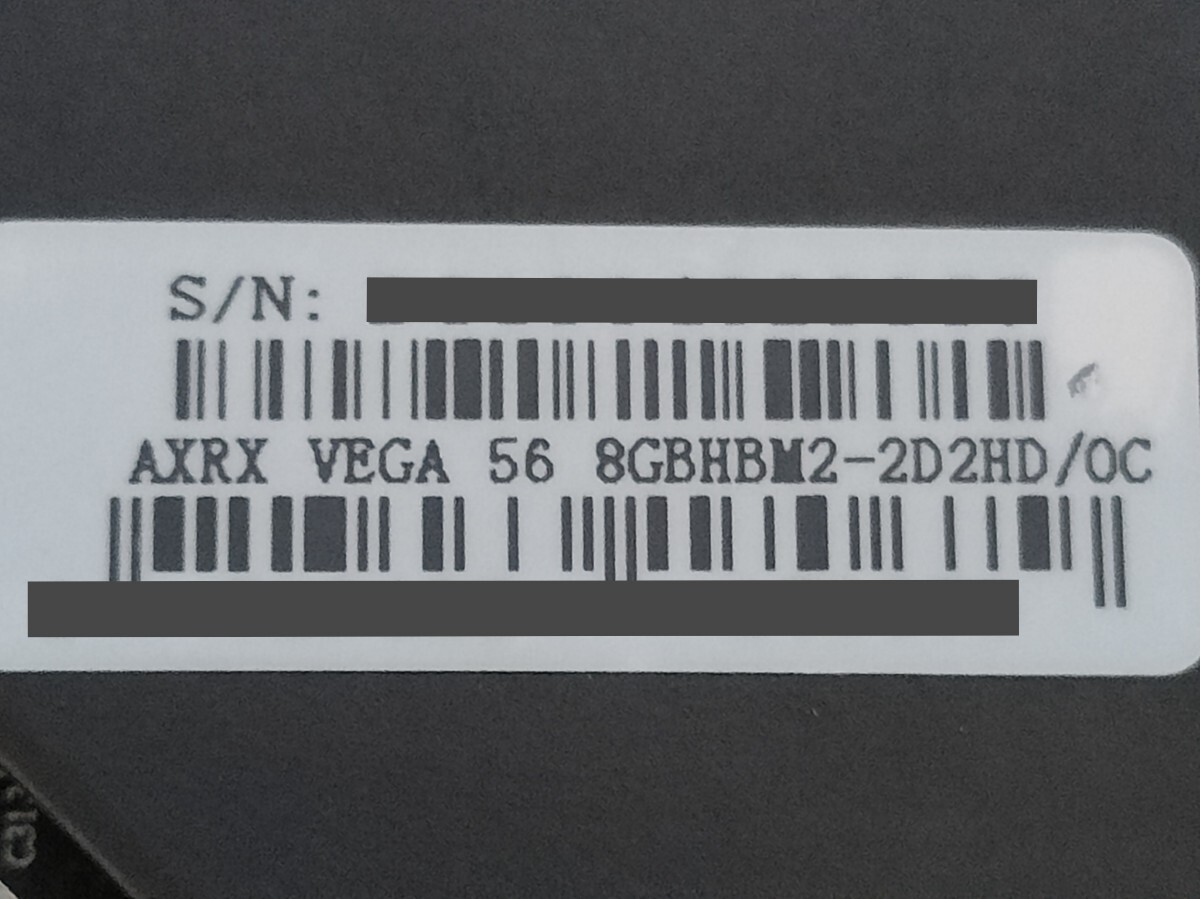 S/N:
AXRX VEGA 56 8GBHBM2-2D2HD/OC